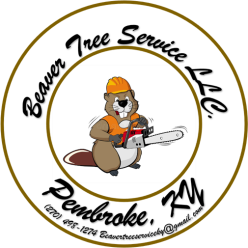 Beaver Tree Service LLC.
Pembroke, KY
(270) 498-1274 Beavertreeserviceky@gmail.com